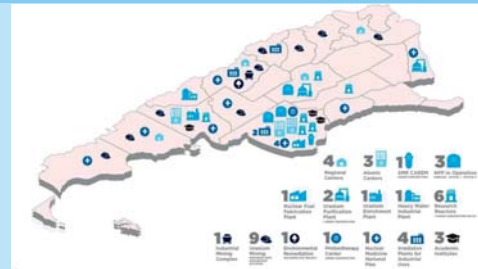 4 Regional Centers
3 Atomic Centers
1 SMR CAREM
3 NPP in Operation
1 Nuclear Fuel Fabrication Plant
2 Uranium Purification Plant
1 Uranium Enrichment Plant
1 Heavy Water Industrial Plant
6 Research Reactors
1 Industrial Mining Complex
9 Uranium Mining
1 Environmental Remediation
1 Protontherapy Center
1 Nuclear Medicine National Plan
4 Irradiation Plants for Industrial Uses
3 Academic Institutes